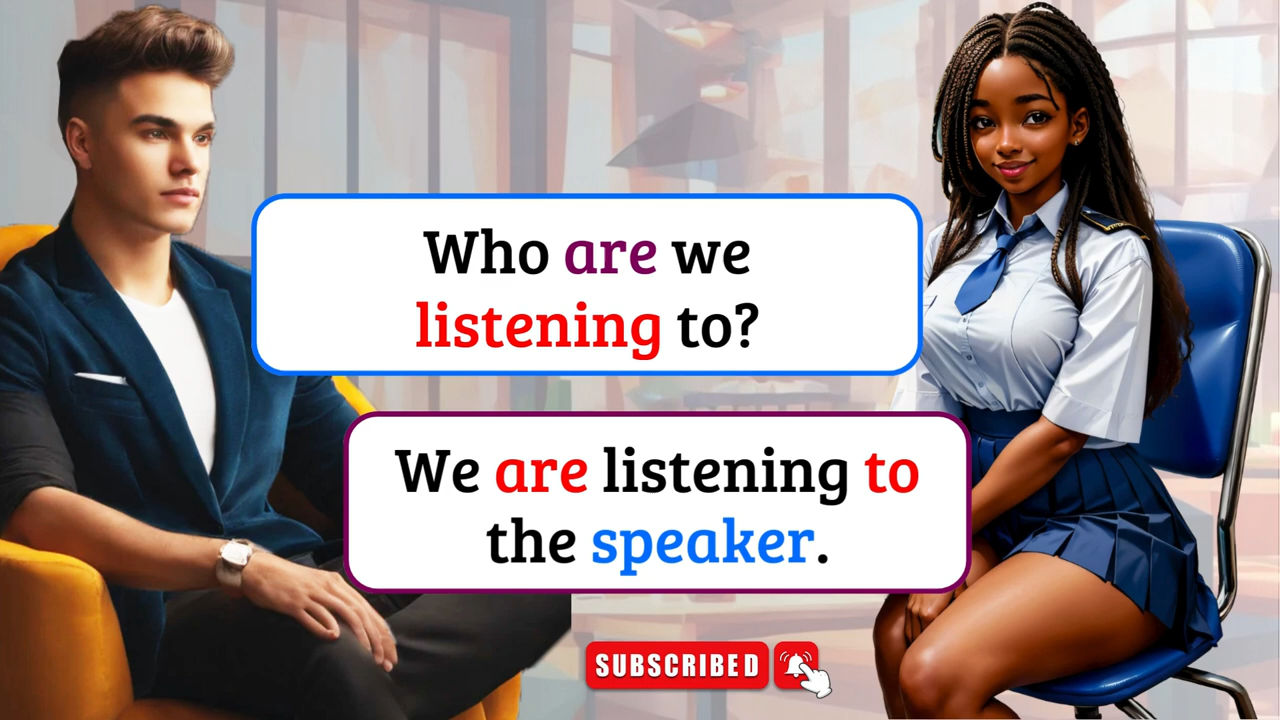 Who are we
listening to?
We are listening to
the speaker.
SUBSCRIBED